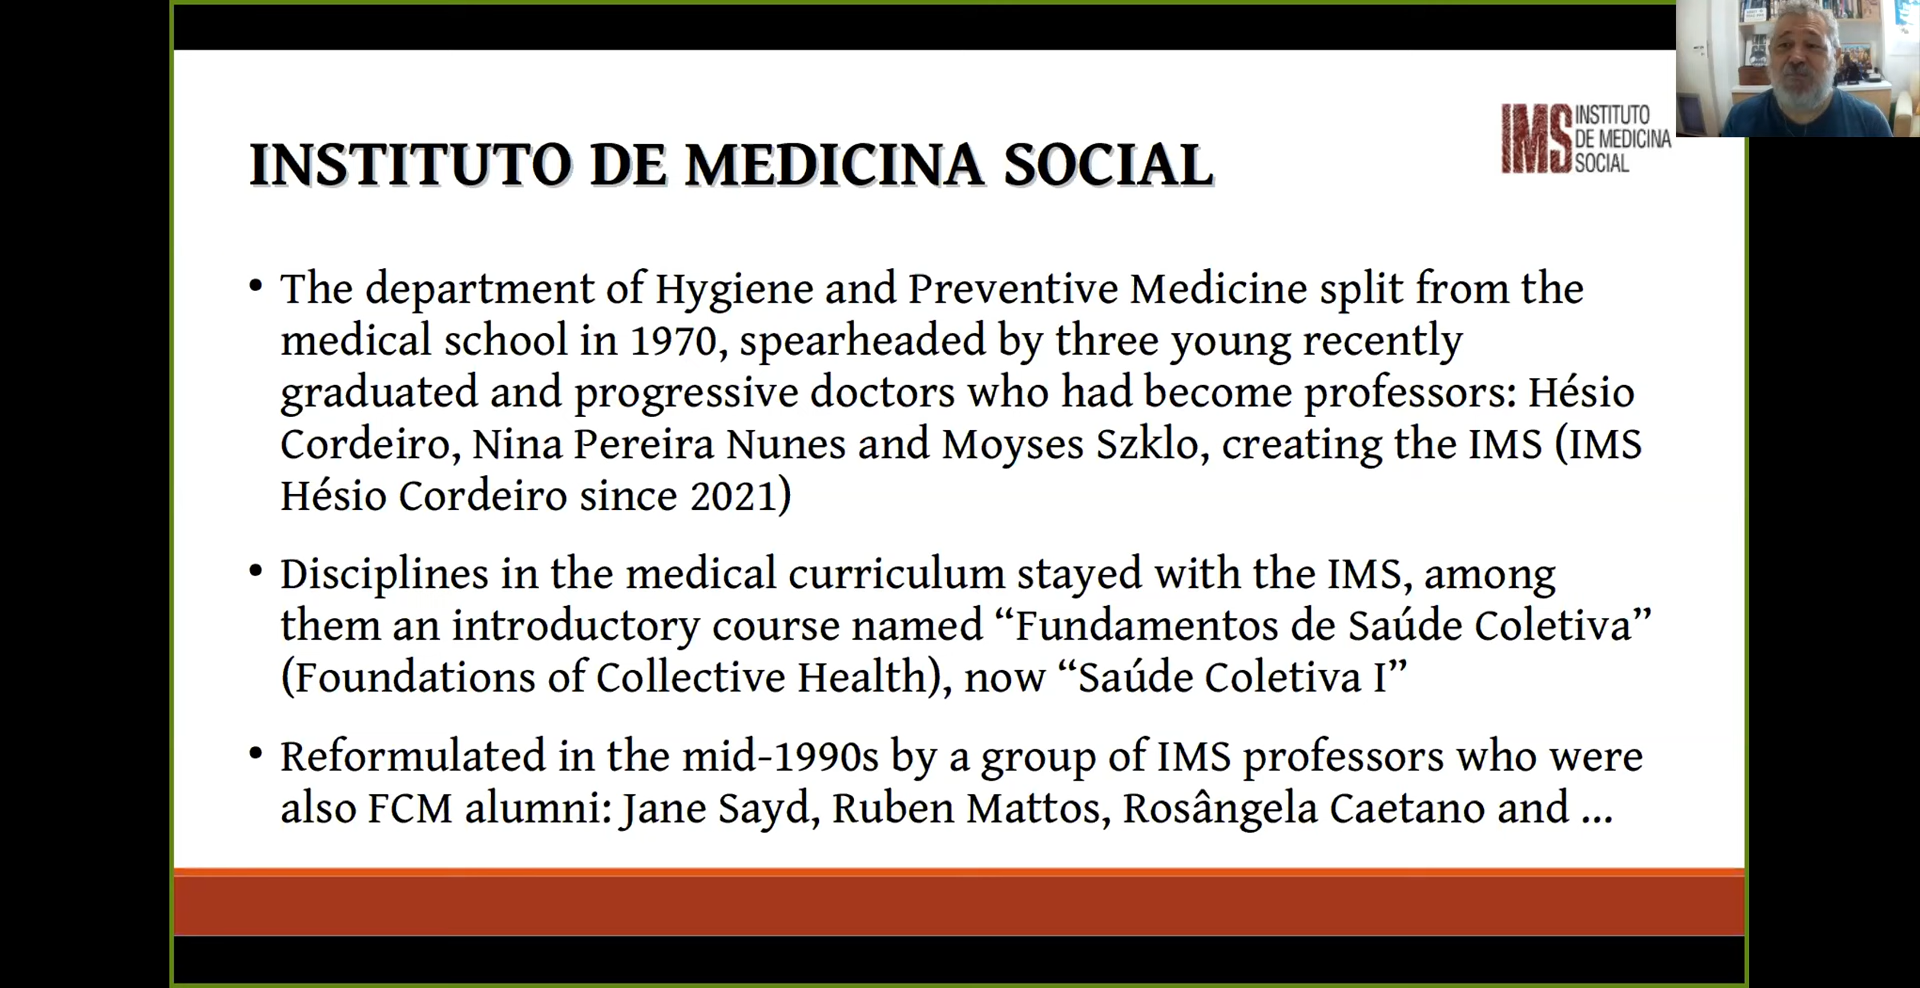 INSTITUTO DE MEDICINA SOCIAL
IMS INSTITUTO
DE MEDICINA
SOCIAL
• The department of Hygiene and Preventive Medicine split from the
medical school in 1970, spearheaded by three young recently
graduated and progressive doctors who had become professors: Hésio
Cordeiro, Nina Pereira Nunes and Moyses Szklo, creating the IMS (IMS
Hésio Cordeiro since 2021)
• Disciplines in the medical curriculum stayed with the IMS, among
them an introductory course named “Fundamentos de Saúde Coletiva”
(Foundations of Collective Health), now “Saúde Coletiva I”
• Reformulated in the mid-1990s by a group of IMS professors who were
also FCM alumni: Jane Sayd, Ruben Mattos, Rosângela Caetano and ...